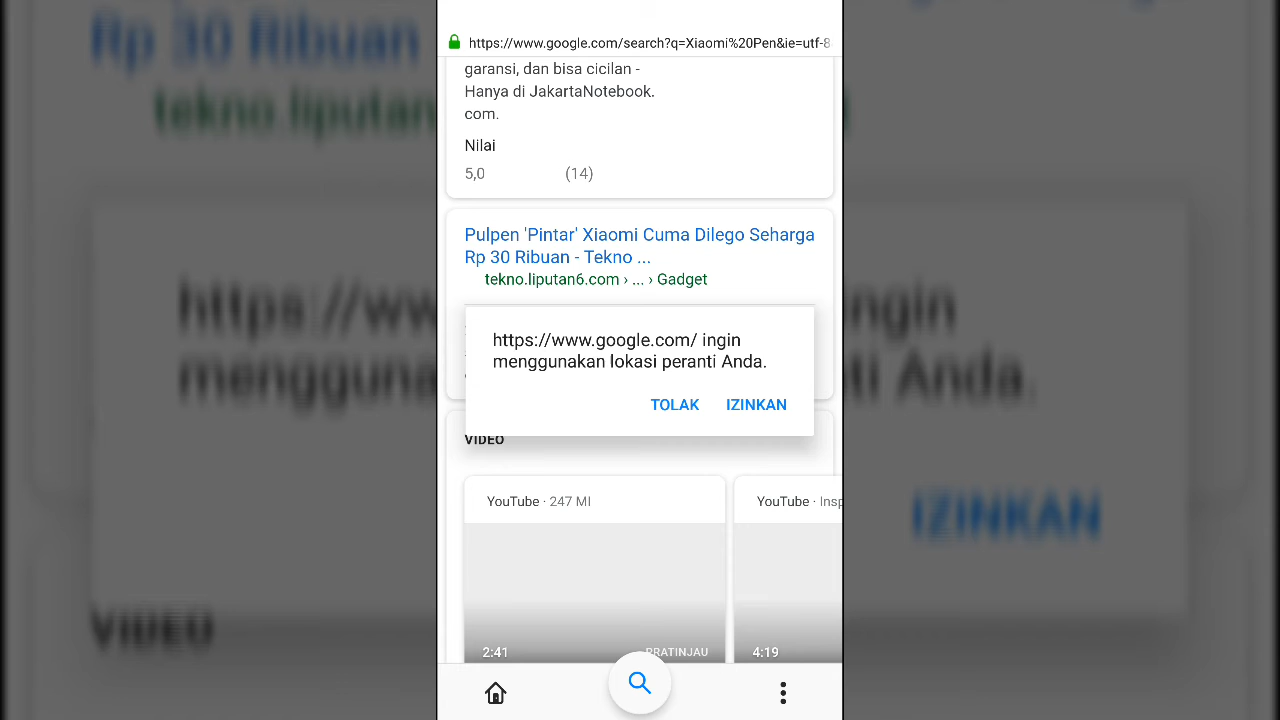 https://www.google.com/search?q=Xiaomi%20Pen&ie=utf-8
garansi, dan bisa cicilan -
Hanya di JakartaNotebook.
com.
Nilai
5,0 (14)
Pulpen 'Pintar' Xiaomi Cuma Dilego Seharga
Rp 30 Ribuan - Tekno ...
tekno.liputan6.com › ... › Gadget
https://www.google.com/ ingin
menggunakan lokasi peranti Anda.
TOLAK IZINKAN
VIDEO
YouTube · 247 MI
YouTube · Insp
2:41 PRATINJAU
4:19